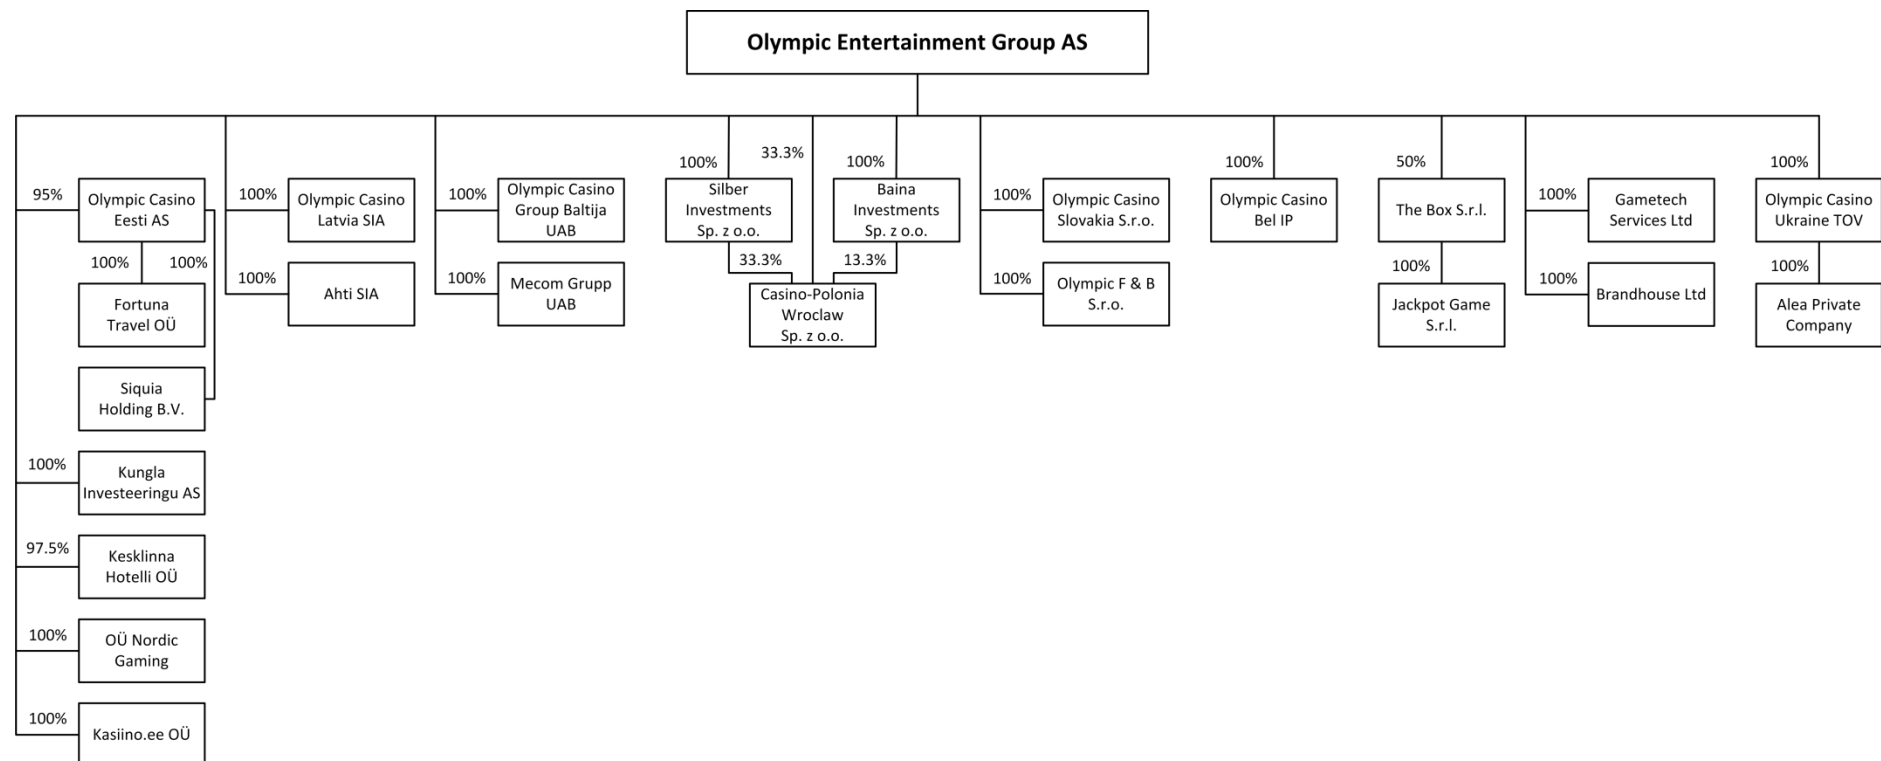 Olympic Entertainment Group AS
95%
Olympic Casino
Eesti AS
100%
100%
Fortuna
Travel OÜ
Siquia
Holding B.V.
100%
Kungla
Investeeringu AS
97.5%
Kesklinna
Hotelli OÜ
100%
OÜ Nordic
Gaming
100%
Kasiino.ee OÜ
100%
Olympic Casino
Latvia SIA
100%
Ahti SIA
100%
Olympic Casino
Group Baltija
UAB
100%
Mecom Grupp
UAB
100%
Silber
Investments
Sp. z o.o.
33.3%
33.3%
100%
Baina
Investments
Sp. z o.o.
13.3%
Casino-Polonia
Wroclaw
Sp. z o.o.
100%
Olympic Casino
Slovakia S.r.o.
100%
Olympic F & B
S.r.o.
100%
Olympic Casino
Bel IP
50%
The Box S.r.l.
100%
Jackpot Game
S.r.l.
100%
Gametech
Services Ltd
100%
Brandhouse Ltd
100%
Olympic Casino
Ukraine TOV
100%
Alea Private
Company